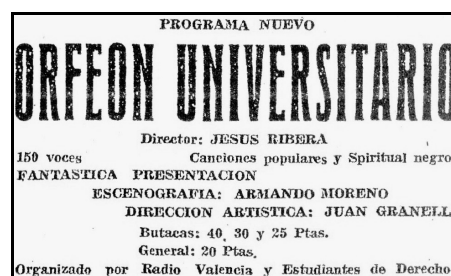 PROGRAMA NUEVO
ORFEON UNIVERSITARIO
Director: JESUS RIBERA
150 voces Canciones populares y Spiritual negro
FANTASTICA PRESENTACION
ESCENOGRAFIA: ARMANDO MORENO
DIRECCION ARTISTICA: JUAN GRANELL
Butacas: 40, 30 y 25 Ptas.
General: 20 Ptas.
Organizado por Radio Valencia y Estudiantes de Derecho